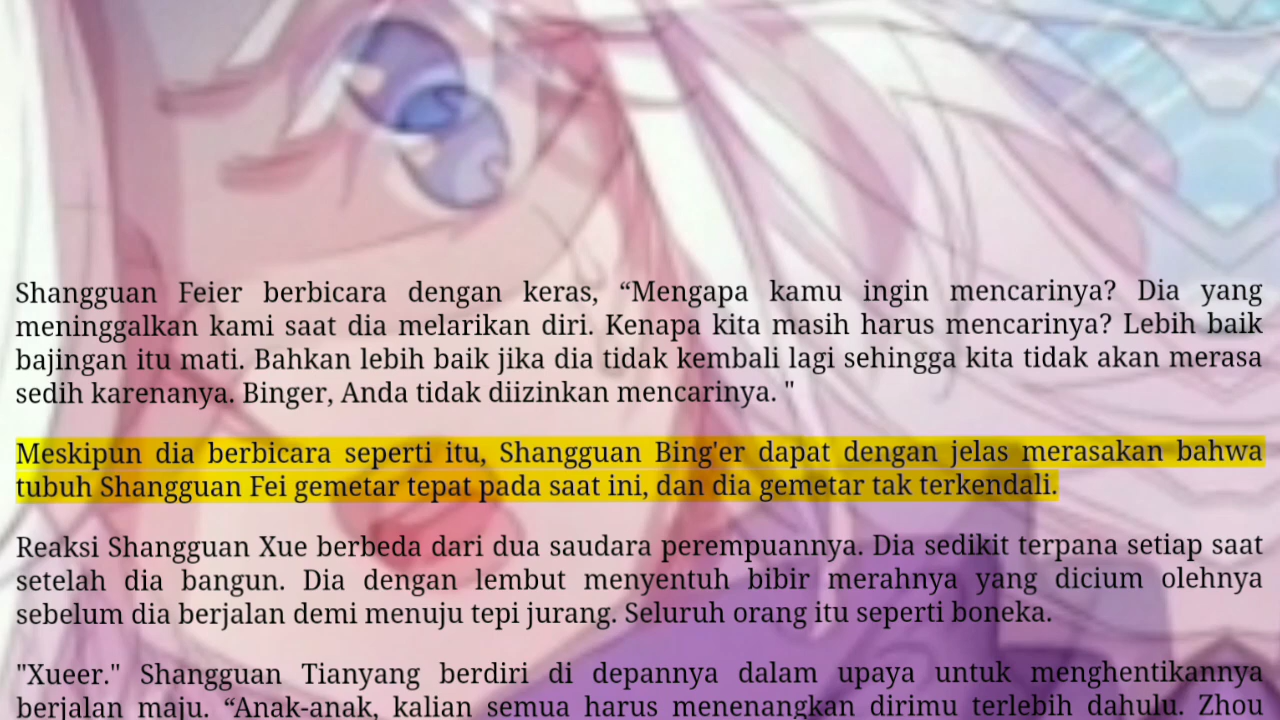 Shangguan Feier berbicara dengan keras, “Mengapa kamu ingin mencarinya? Dia yang
meninggalkan kami saat dia melarikan diri. Kenapa kita masih harus mencarinya? Lebih baik
bajingan itu mati. Bahkan lebih baik jika dia tidak kembali lagi sehingga kita tidak akan merasa
sedih karenanya. Binger, Anda tidak diizinkan mencarinya. "
Meskipun dia berbicara seperti itu, Shangguan Bing'er dapat dengan jelas merasakan bahwa
tubuh Shangguan Fei gemetar tepat pada saat ini, dan dia gemetar tak terkendali.
Reaksi Shangguan Xue berbeda dari dua saudara perempuannya. Dia sedikit terpana setiap saat
setelah dia bangun. Dia dengan lembut menyentuh bibir merahnya yang dicium olehnya
sebelum dia berjalan demi menuju tepi jurang. Seluruh orang itu seperti boneka.
"Xueer." Shangguan Tianyang berdiri di depannya dalam upaya untuk menghentikannya
berjalan maju. “Anak-anak, kalian semua harus menenangkan dirimu terlebih dahulu. Zhou